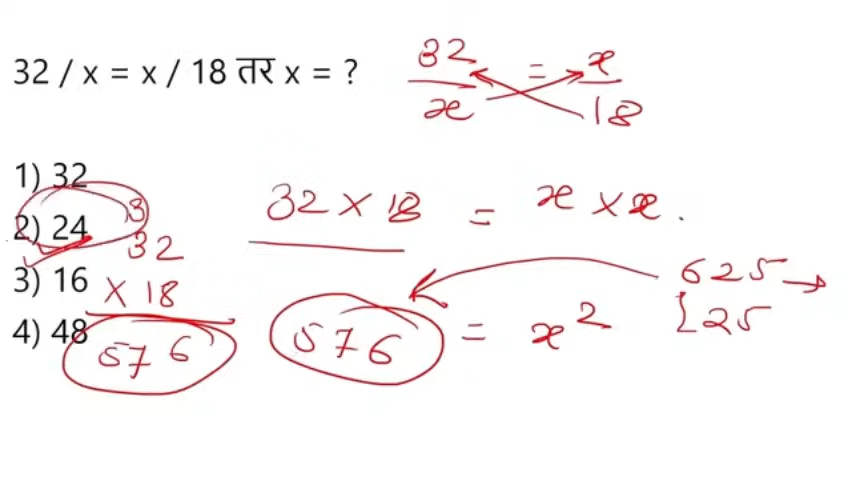 32 / x = x / 18 तर x = ?
32 = x
x 18
1) 32
2) 24
3) 16
4) 48
3
32
× 18
576
32 × 18 = x × x.
576 = x²
625 →
25